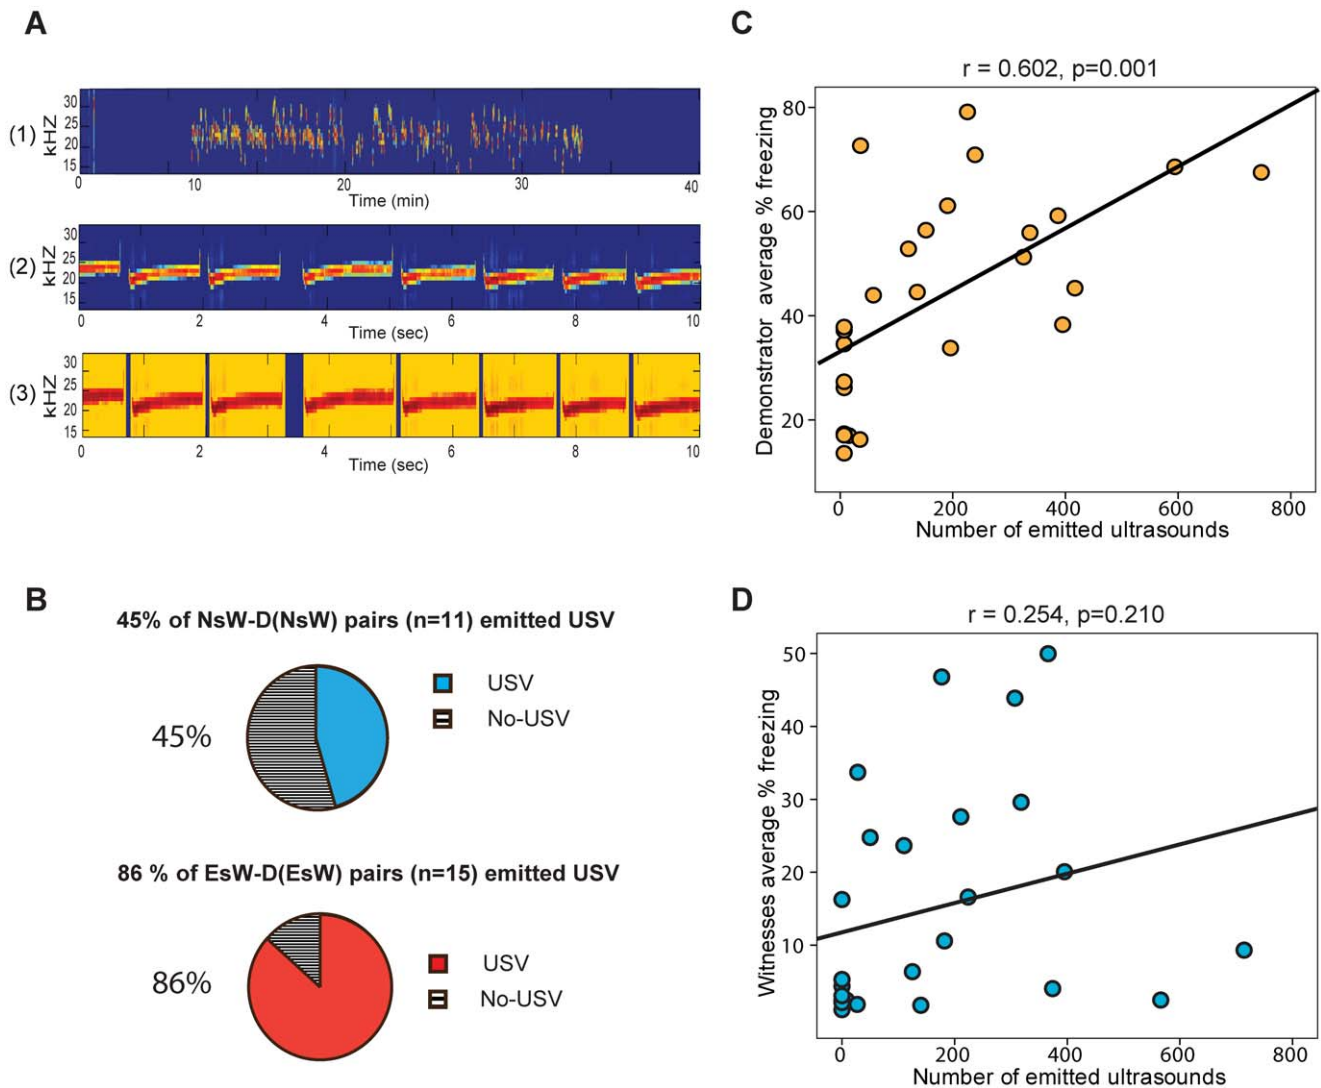 A
(1)
kHZ
30
25
20
15
0
10
20
30
40
Time (min)
(2)
kHZ
30
25
20
15
0
2
4
6
8
10
Time (sec)
(3)
kHZ
30
25
20
15
0
2
4
6
8
10
Time (sec)
B
45% of NsW-D(NsW) pairs (n=11) emitted USV
45%
USV
No-USV
86 % of EsW-D(EsW) pairs (n=15) emitted USV
86%
USV
No-USV
C
r = 0.602, p=0.001
Demonstrator average % freezing
80
60
40
20
0
200
400
600
800
Number of emitted ultrasounds
D
r = 0.254, p=0.210
Witnesses average % freezing
50
40
30
20
10
0
200
400
600
800
Number of emitted ultrasounds